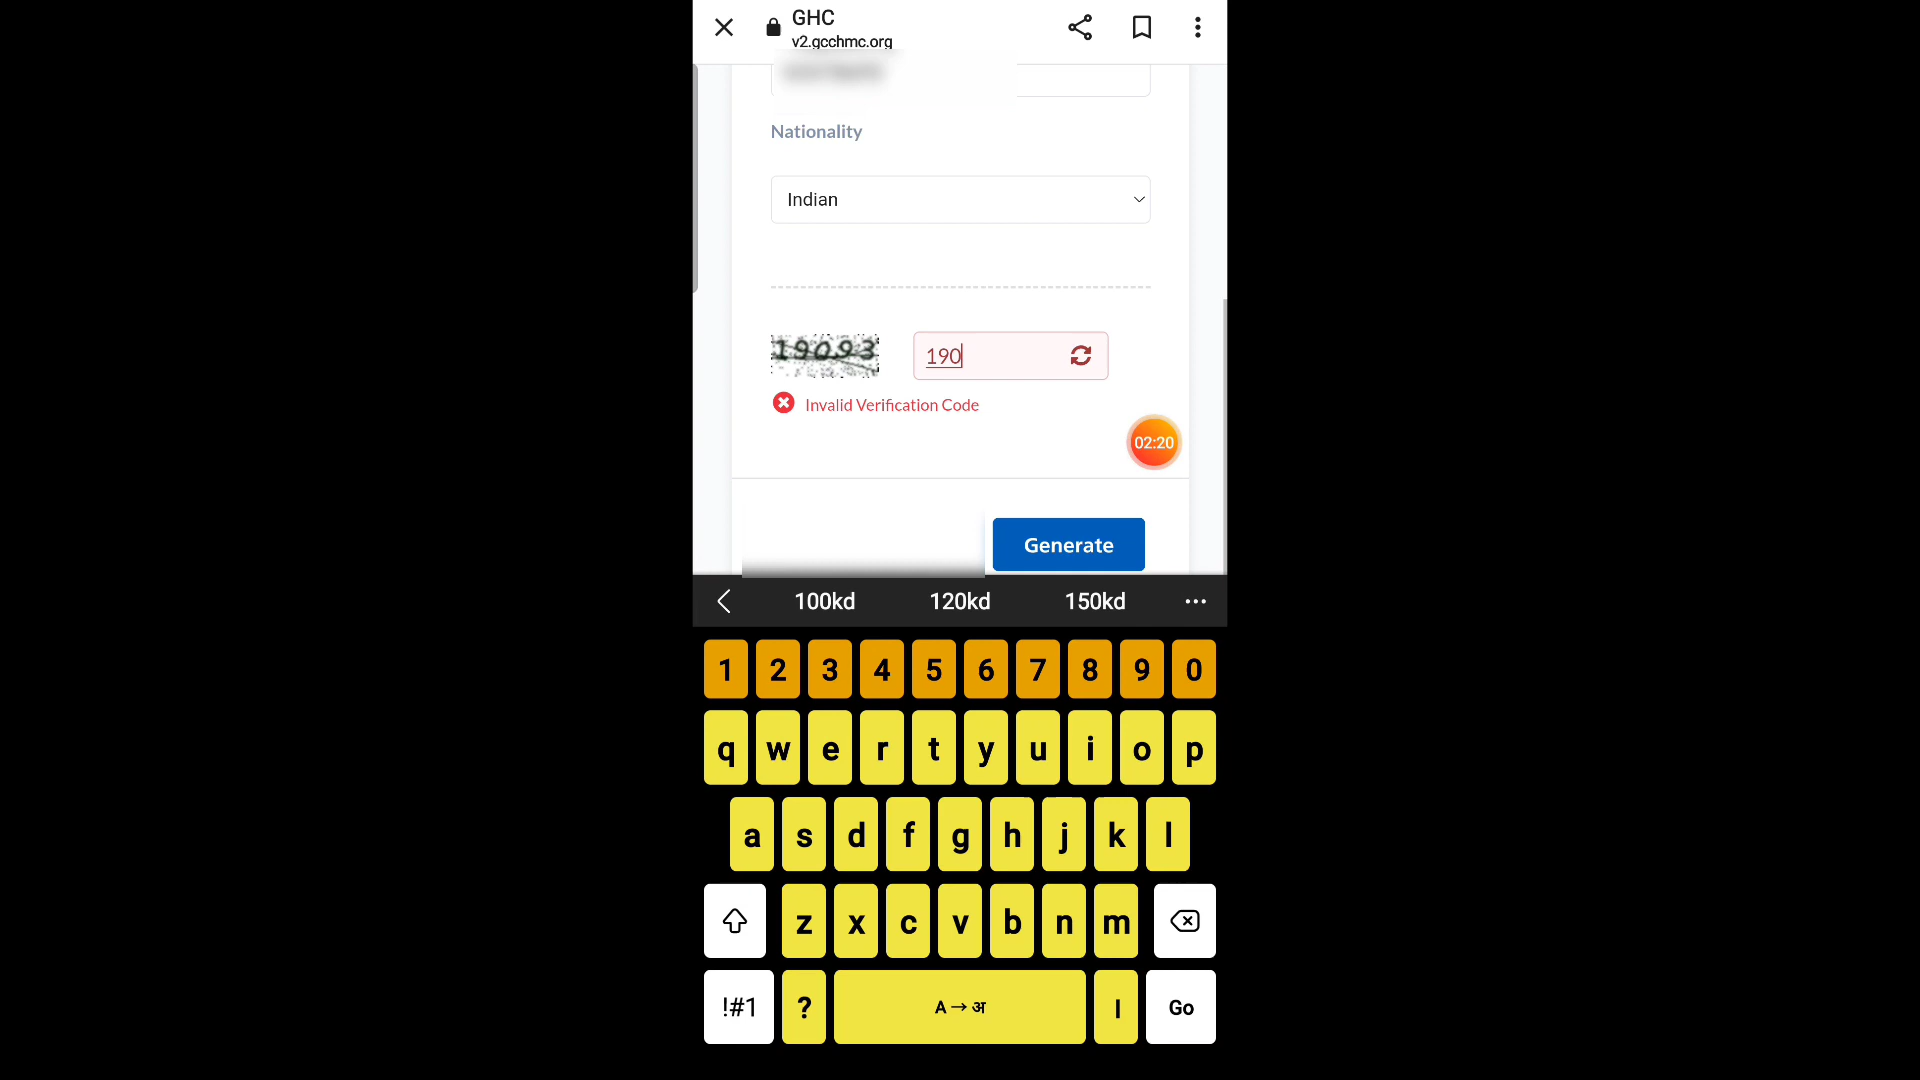 GHC
v2.gcchmc.org
Nationality
Indian
19093
190
Invalid Verification Code
02:20
Generate
100kd 120kd 150kd
1 2 3 4 5 6 7 8 9 0
q w e r t y u i o p
a s d f g h j k l
z x c v b n m
!#1 ? A→अ । Go